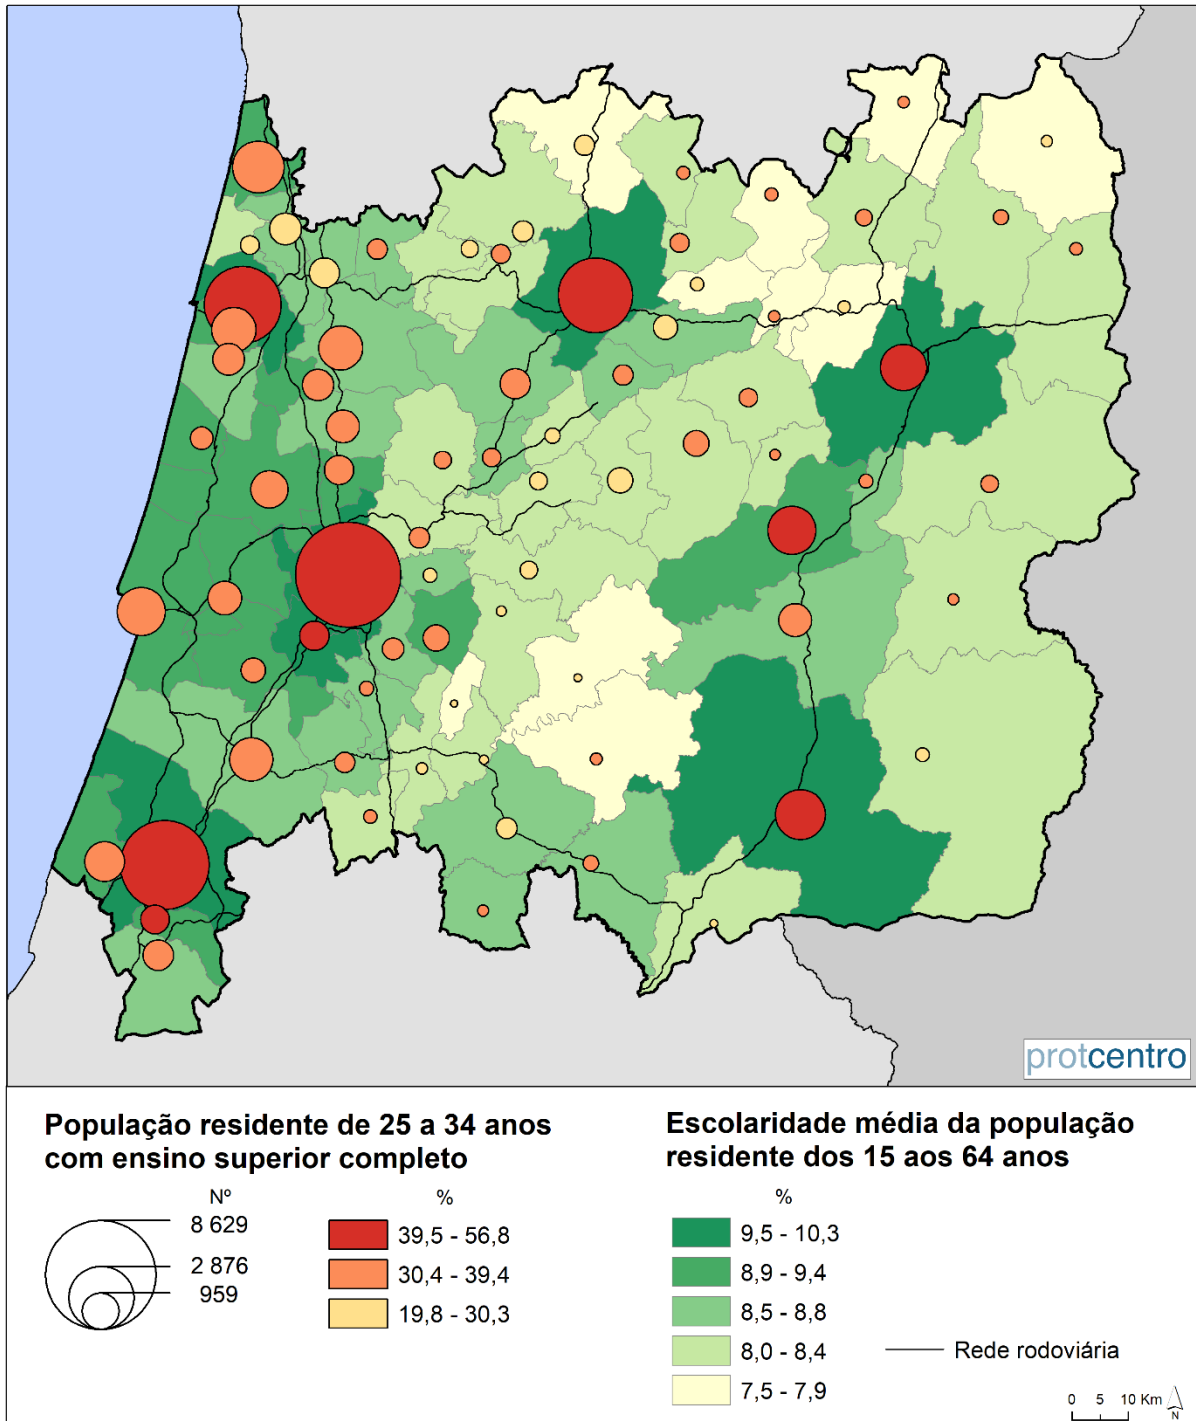 protcentro
População residente de 25 a 34 anos
com ensino superior completo
Nº
8 629
2 876
959
%
39,5 - 56,8
30,4 - 39,4
19,8 - 30,3
Escolaridade média da população
residente dos 15 aos 64 anos
%
9,5 - 10,3
8,9 - 9,4
8,5 - 8,8
8,0 - 8,4
7,5 - 7,9
Rede rodoviária
0 5 10 Km
N